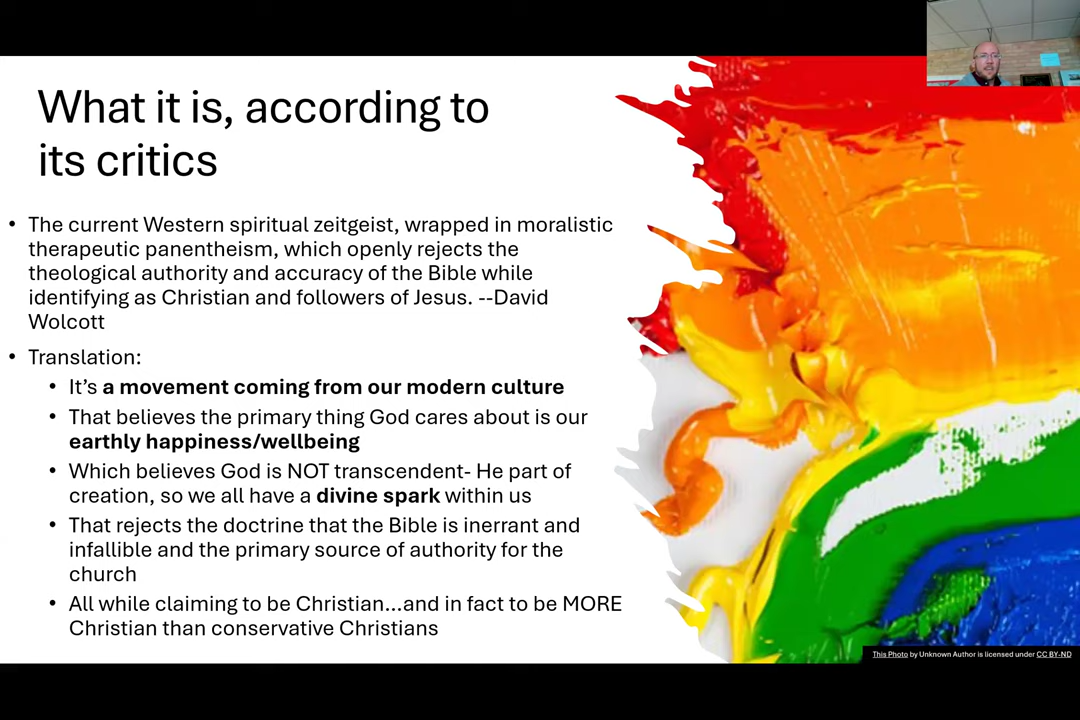 What it is, according to
its critics
• The current Western spiritual zeitgeist, wrapped in moralistic
therapeutic panentheism, which openly rejects the
theological authority and accuracy of the Bible while
identifying as Christian and followers of Jesus. --David
Wolcott
• Translation:
• It's a movement coming from our modern culture
• That believes the primary thing God cares about is our
earthly happiness/wellbeing
• Which believes God is NOT transcendent- He part of
creation, so we all have a divine spark within us
• That rejects the doctrine that the Bible is inerrant and
infallible and the primary source of authority for the
church
• All while claiming to be Christian...and in fact to be MORE
Christian than conservative Christians
This Photo by Unknown Author is licensed under CC BY-ND